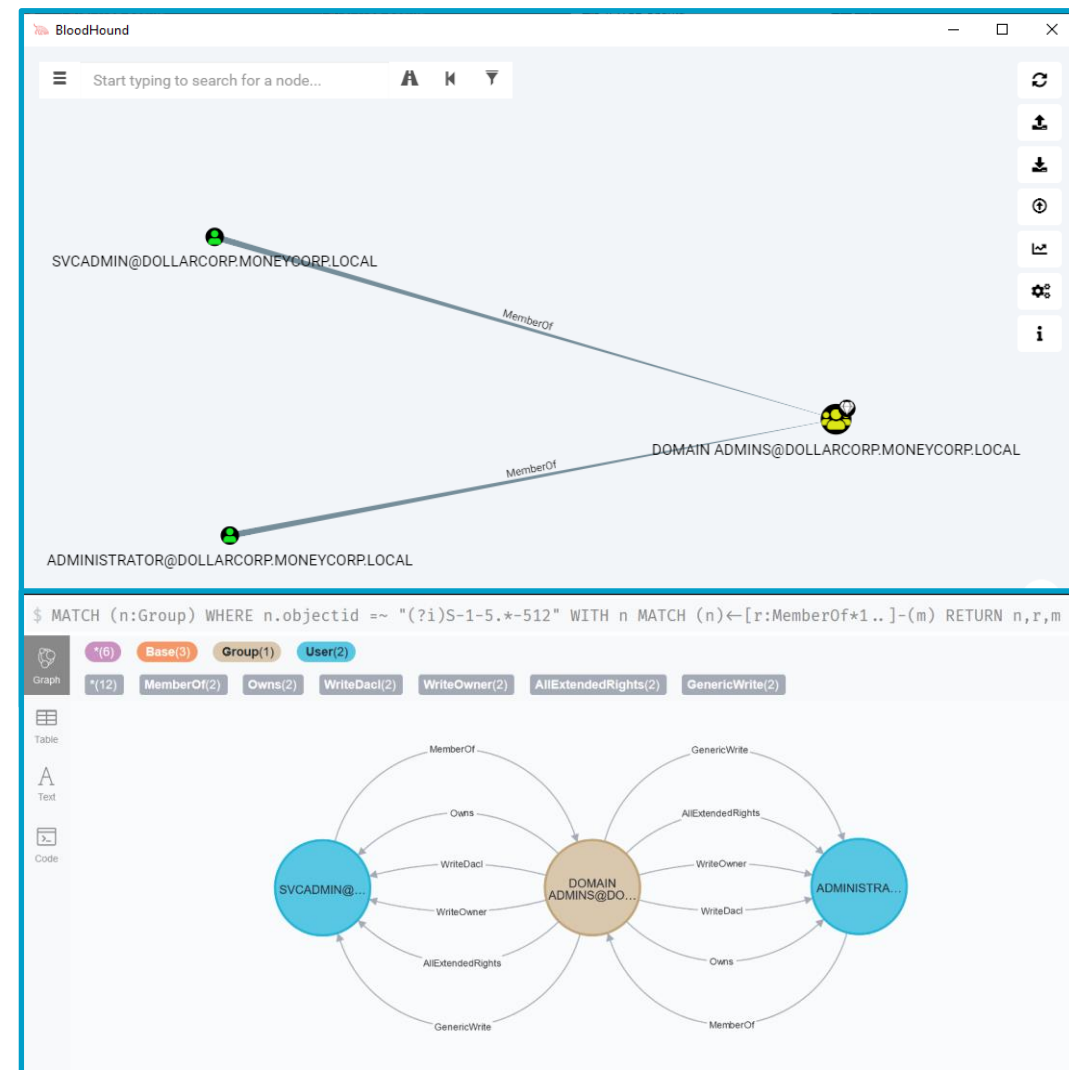 BloodHound
Start typing to search for a node...
SVCADMIN@DOLLARCORP.MONEYCORP.LOCAL
MemberOf
DOMAIN ADMINS@DOLLARCORP.MONEYCORP.LOCAL
MemberOf
ADMINISTRATOR@DOLLARCORP.MONEYCORP.LOCAL
$ MATCH (n:Group) WHERE n.objectid =~ "(?i)S-1-5.*-512" WITH n MATCH (n)←[r:MemberOf*1..]-(m) RETURN n,r,m
Graph
*(6) Base(3) Group(1) User(2)
*(12) MemberOf(2) Owns(2) WriteDacl(2) WriteOwner(2) AllExtendedRights(2) GenericWrite(2)
Table
A
Text
Code
MemberOf
GenericWrite
Owns
AllExtendedRights
WriteDacl
WriteOwner
SVCADMIN@...
DOMAIN
ADMINS@DO...
ADMINISTRA...
WriteOwner
WriteDacl
AllExtendedRights
Owns
GenericWrite
MemberOf